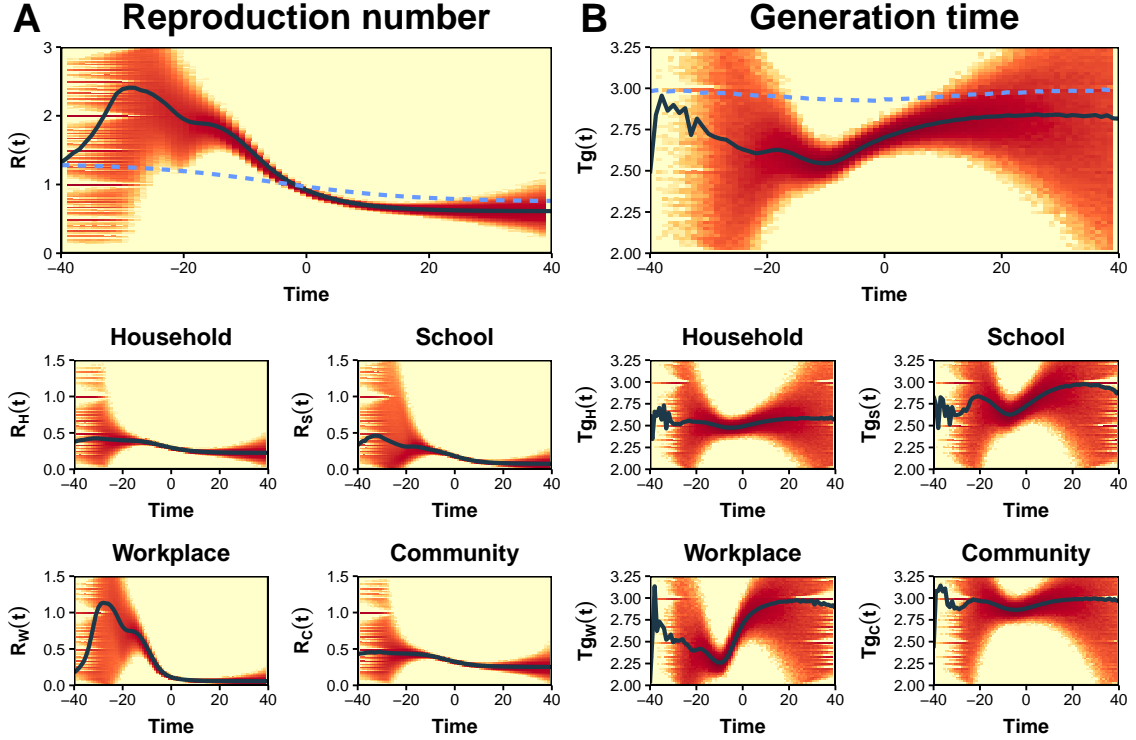 A Reproduction number
B Generation time
R(t)
3
2
1
0
−40 −20 0 20 40
Time
Tg(t)
3.25
3.00
2.75
2.50
2.25
2.00
−40 −20 0 20 40
Time
Household
R_H(t)
1.5
1.0
0.5
0.0
−40 −20 0 20 40
Time
School
R_S(t)
1.5
1.0
0.5
0.0
−40 −20 0 20 40
Time
Household
Tg_H(t)
3.25
3.00
2.75
2.50
2.25
2.00
−40 −20 0 20 40
Time
School
Tg_S(t)
3.25
3.00
2.75
2.50
2.25
2.00
−40 −20 0 20 40
Time
Workplace
R_W(t)
1.5
1.0
0.5
0.0
−40 −20 0 20 40
Time
Community
R_C(t)
1.5
1.0
0.5
0.0
−40 −20 0 20 40
Time
Workplace
Tg_W(t)
3.25
3.00
2.75
2.50
2.25
2.00
−40 −20 0 20 40
Time
Community
Tg_C(t)
3.25
3.00
2.75
2.50
2.25
2.00
−40 −20 0 20 40
Time